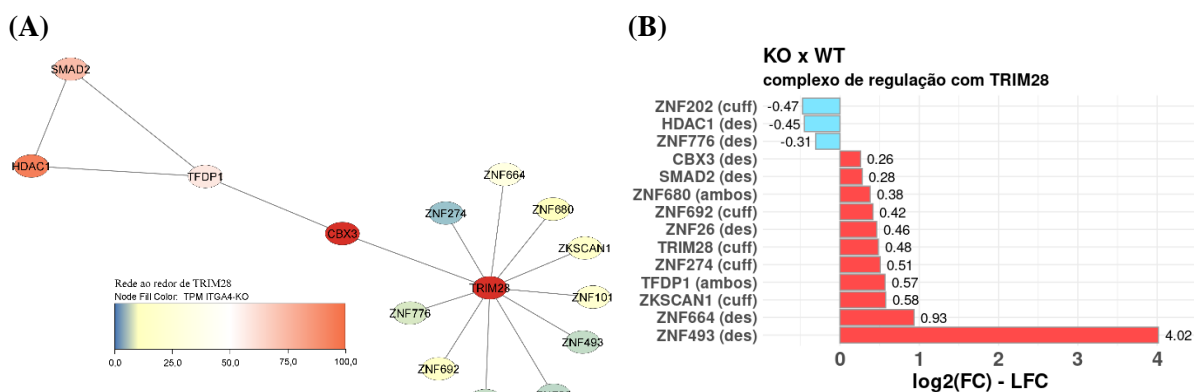 (A)
SMAD2
HDAC1
TFDP1
CBX3
ZNF664
ZNF274
ZNF680
ZKSCAN1
TRIM28
ZNF101
ZNF776
ZNF493
ZNF692
Rede ao redor de TRIM28
Node Fill Color: TPM ITGA4-KO
0,0 25,0 50,0 75,0 100,0
(B)
KO x WT
complexo de regulação com TRIM28
ZNF202 (cuff) -0.47
HDAC1 (des) -0.45
ZNF776 (des) -0.31
CBX3 (des) 0.26
SMAD2 (des) 0.28
ZNF680 (ambos) 0.38
ZNF692 (cuff) 0.42
ZNF26 (des) 0.46
TRIM28 (cuff) 0.48
ZNF274 (cuff) 0.51
TFDP1 (ambos) 0.57
ZKSCAN1 (cuff) 0.58
ZNF664 (des) 0.93
ZNF493 (des) 4.02
0 1 2 3 4
log2(FC) - LFC